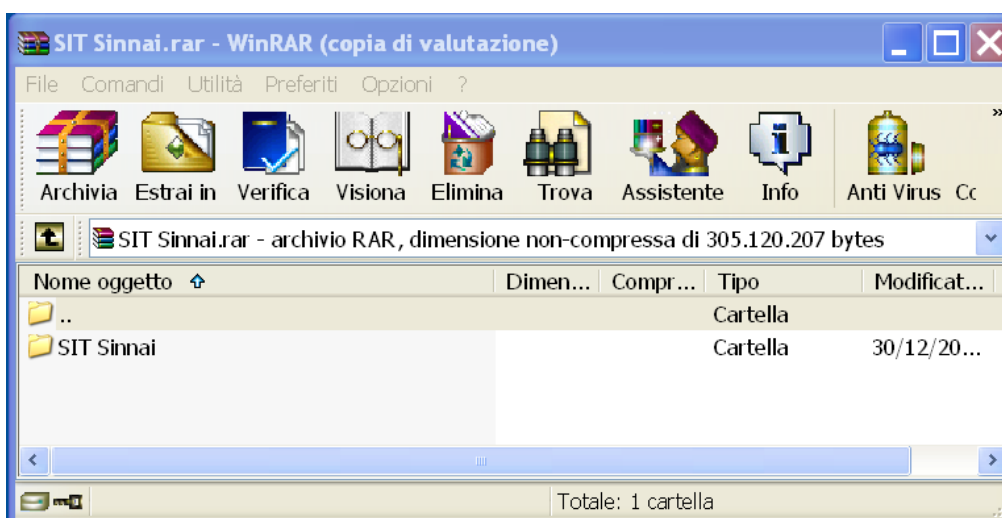 SIT Sinnai.rar - WinRAR (copia di valutazione)
File Comandi Utilità Preferiti Opzioni ?
Archivia Estrai in Verifica Visiona Elimina Trova Assistente Info Anti Virus Cc
SIT Sinnai.rar - archivio RAR, dimensione non-compressa di 305.120.207 bytes
Nome oggetto Dimen... Compr... Tipo Modificat...
.. Cartella
SIT Sinnai Cartella 30/12/20...
Totale: 1 cartella